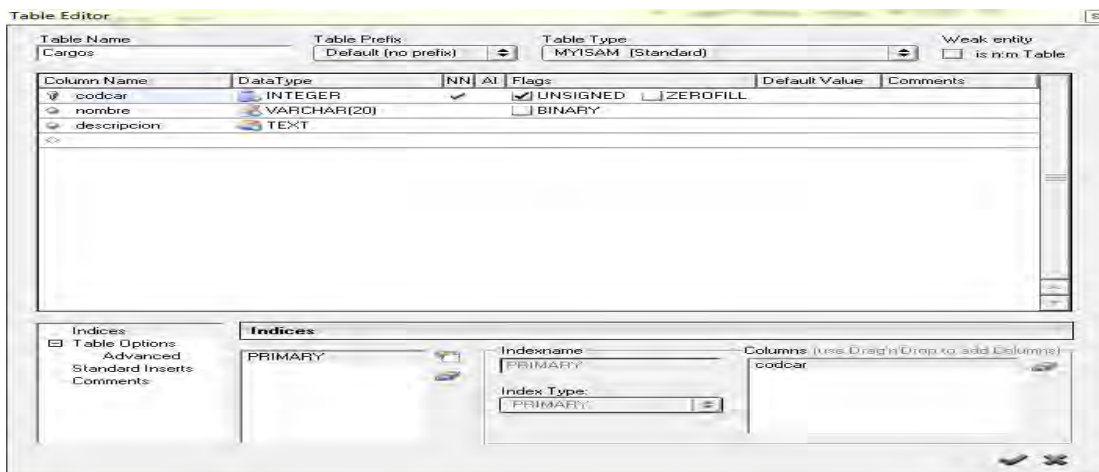 Table Editor
Table Name Table Prefix Table Type Weak entity
Cargos Default (no prefix) MYISAM (Standard) is n:m Table
Column Name DataType NN AI Flags Default Value Comments
codcar INTEGER UNSIGNED ZEROFILL
nombre VARCHAR(20) BINARY
descripcion TEXT
Indices
Table Options
Advanced
Standard Inserts
Comments
Indices
PRIMARY
Indexname
PRIMARY
Index Type:
PRIMARY
Columns (use Drag'n'Drop to add Columns)
codcar